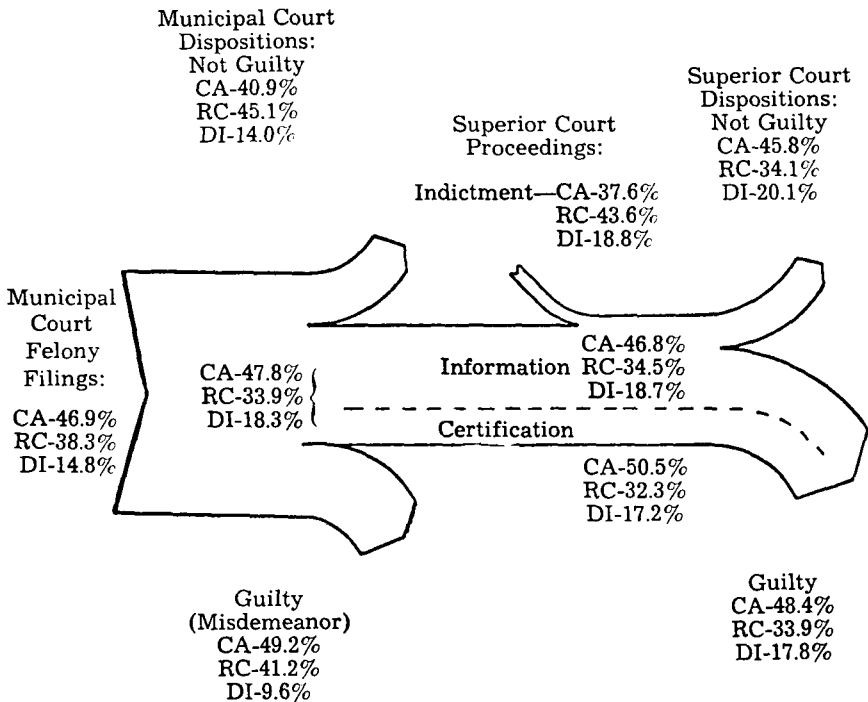 Municipal Court
Dispositions:
Not Guilty
CA-40.9%
RC-45.1%
DI-14.0%
Superior Court
Proceedings:
Indictment—CA-37.6%
RC-43.6%
DI-18.8%
Superior Court
Dispositions:
Not Guilty
CA-45.8%
RC-34.1%
DI-20.1%
Municipal
Court
Felony
Filings:
CA-46.9%
RC-38.3%
DI-14.8%
CA-47.8%
RC-33.9%
DI-18.3%
CA-46.8%
Information RC-34.5%
DI-18.7%
Certification
CA-50.5%
RC-32.3%
DI-17.2%
Guilty
(Misdemeanor)
CA-49.2%
RC-41.2%
DI-9.6%
Guilty
CA-48.4%
RC-33.9%
DI-17.8%